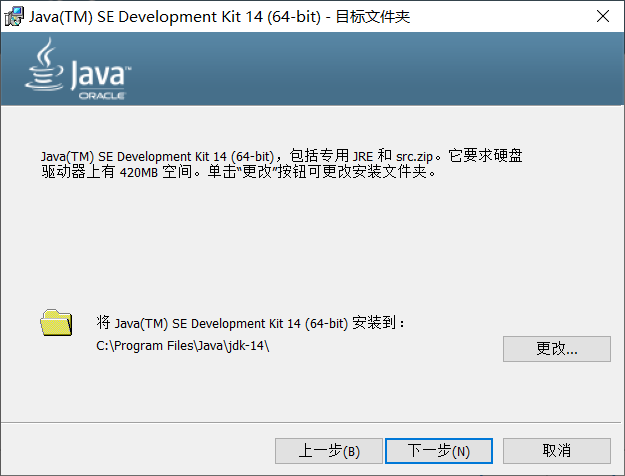 Java(TM) SE Development Kit 14 (64-bit) - 目标文件夹
Java™
ORACLE
Java(TM) SE Development Kit 14 (64-bit)，包括专用 JRE 和 src.zip。它要求硬盘
驱动器上有 420MB 空间。单击“更改”按钮可更改安装文件夹。
将 Java(TM) SE Development Kit 14 (64-bit) 安装到：
C:\Program Files\Java\jdk-14\
更改...
上一步(B)
下一步(N)
取消